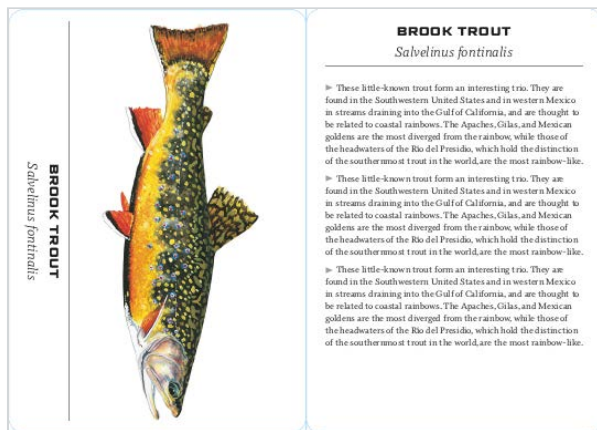 BROOK TROUT
Salvelinus fontinalis
BROOK TROUT
Salvelinus fontinalis
► These little-known trout form an interesting trio. They are
found in the Southwestern United States and in western Mexico
in streams draining into the Gulf of California, and are thought to
be related to coastal rainbows. The Apaches, Gilas, and Mexican
goldens are the most diverged from the rainbow, while those of
the headwaters of the Rio del Presidio, which hold the distinction
of the southernmost trout in the world, are the most rainbow-like.
► These little-known trout form an interesting trio. They are
found in the Southwestern United States and in western Mexico
in streams draining into the Gulf of California, and are thought to
be related to coastal rainbows. The Apaches, Gilas, and Mexican
goldens are the most diverged from the rainbow, while those of
the headwaters of the Rio del Presidio, which hold the distinction
of the southernmost trout in the world, are the most rainbow-like.
► These little-known trout form an interesting trio. They are
found in the Southwestern United States and in western Mexico
in streams draining into the Gulf of California, and are thought to
be related to coastal rainbows. The Apaches, Gilas, and Mexican
goldens are the most diverged from the rainbow, while those of
the headwaters of the Rio del Presidio, which hold the distinction
of the southernmost trout in the world, are the most rainbow-like.